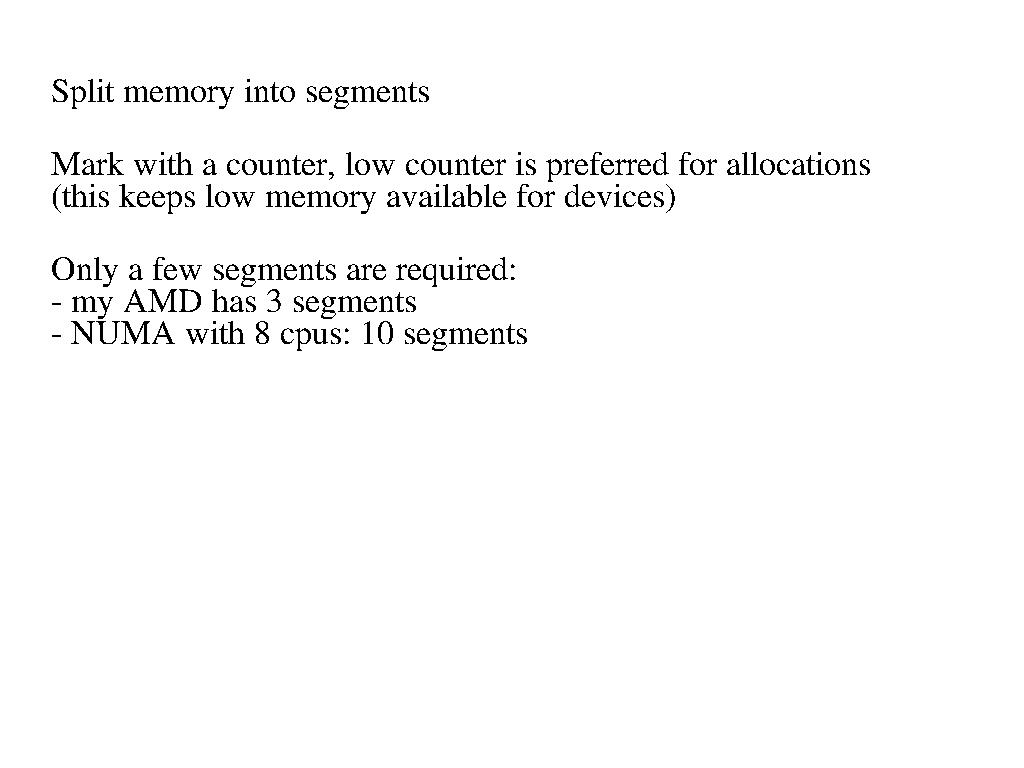 Split memory into segments
Mark with a counter, low counter is preferred for allocations
(this keeps low memory available for devices)
Only a few segments are required:
- my AMD has 3 segments
- NUMA with 8 cpus: 10 segments